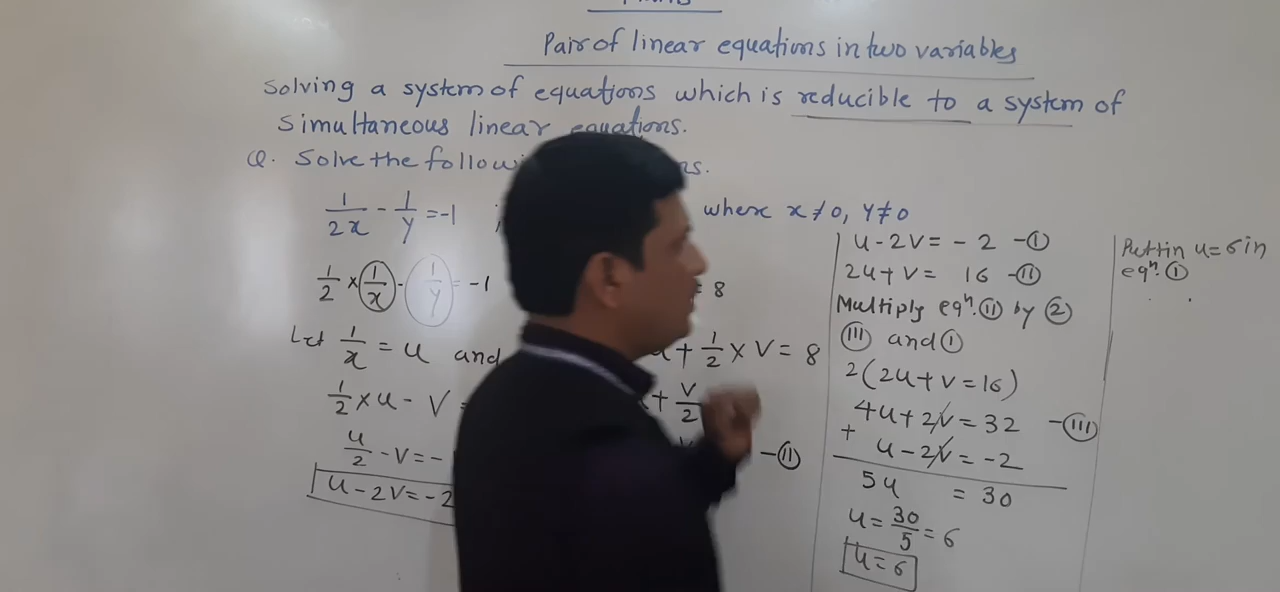 Pair of linear equations in two variables
Solving a system of equations which is reducible to a system of
Simultaneous linear equations.
Q. Solve the
1/2x - 1/y = -1 where x≠0, y≠0
1/2 × 1/x - 1/y = -1 = 8
Let 1/x = u and
1/2 × u - v = + 1/2 × v = 8
u/2 - v = - + v/2
u - 2v = -2 - II
u - 2v = - 2 - I
2u + v = 16 - II
Multiply eqⁿ. II by 2
III and I
2(2u + v = 16)
4u + 2v = 32 - III
+ u - 2v = -2
5u = 30
u = 30/5 = 6
u = 6
Puttin u = 6 in
eqⁿ. I